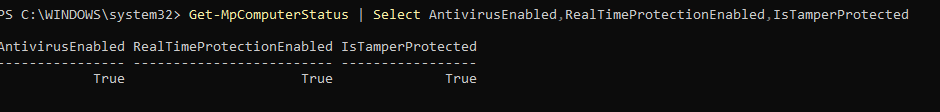 PS C:\WINDOWS\system32> Get-MpComputerStatus | Select AntivirusEnabled,RealTimeProtectionEnabled,IsTamperProtected
AntivirusEnabled RealTimeProtectionEnabled IsTamperProtected
---------------- ------------------------- -----------------
True True True